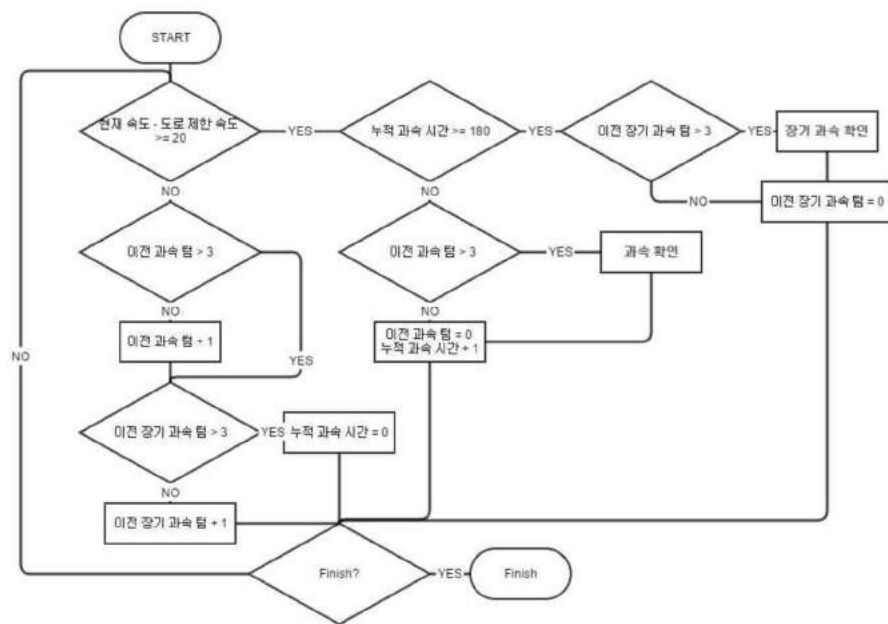 START
현재 속도 - 도로 제한 속도
>= 20
YES
누적 과속 시간 >= 180
YES
이전 장기 과속 텀 > 3
YES
장기 과속 확인
NO
이전 장기 과속 텀 = 0
NO
이전 과속 텀 > 3
NO
이전 과속 텀 + 1
YES
NO
이전 과속 텀 > 3
YES
과속 확인
NO
이전 과속 텀 = 0
누적 과속 시간 + 1
NO
이전 장기 과속 텀 > 3
YES
누적 과속 시간 = 0
NO
이전 장기 과속 텀 + 1
Finish?
YES
Finish